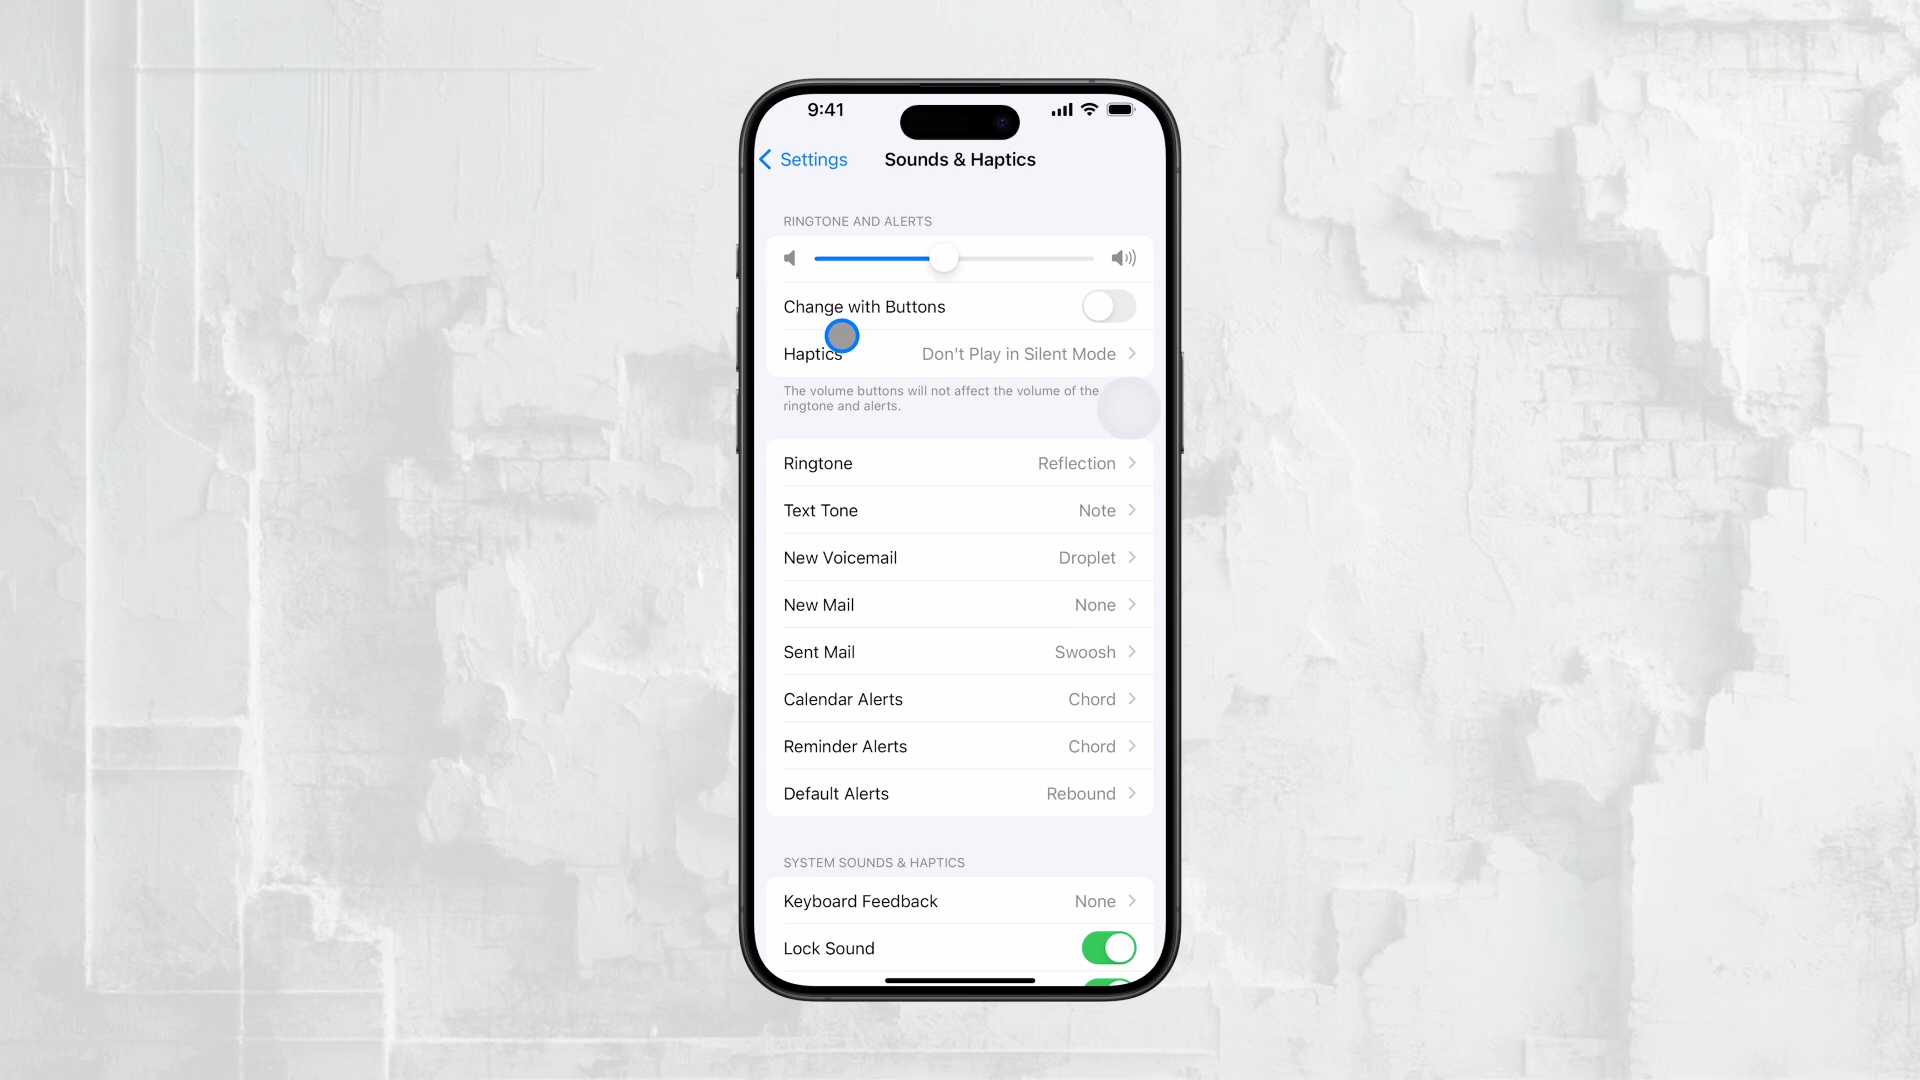 9:41
Settings
Sounds & Haptics
RINGTONE AND ALERTS
Change with Buttons
Haptics Don't Play in Silent Mode
The volume buttons will not affect the volume of the
ringtone and alerts.
Ringtone Reflection
Text Tone Note
New Voicemail Droplet
New Mail None
Sent Mail Swoosh
Calendar Alerts Chord
Reminder Alerts Chord
Default Alerts Rebound
SYSTEM SOUNDS & HAPTICS
Keyboard Feedback None
Lock Sound